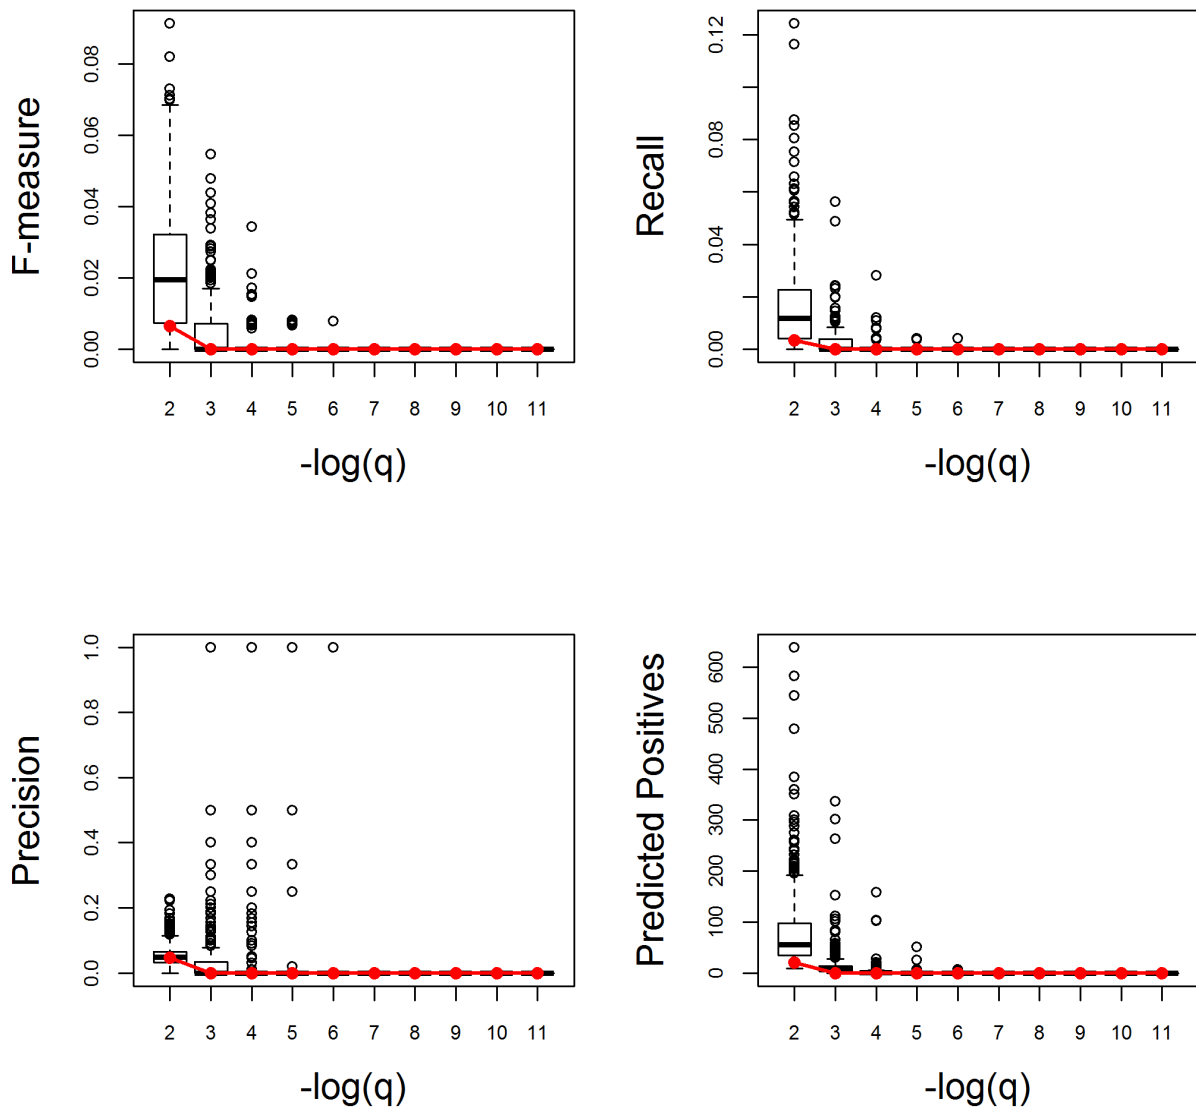 F-measure
0.00 0.02 0.04 0.06 0.08
2 3 4 5 6 7 8 9 10 11
-log(q)
Recall
0.00 0.04 0.08 0.12
2 3 4 5 6 7 8 9 10 11
-log(q)
Precision
0.0 0.2 0.4 0.6 0.8 1.0
2 3 4 5 6 7 8 9 10 11
-log(q)
Predicted Positives
0 100 200 300 400 500 600
2 3 4 5 6 7 8 9 10 11
-log(q)